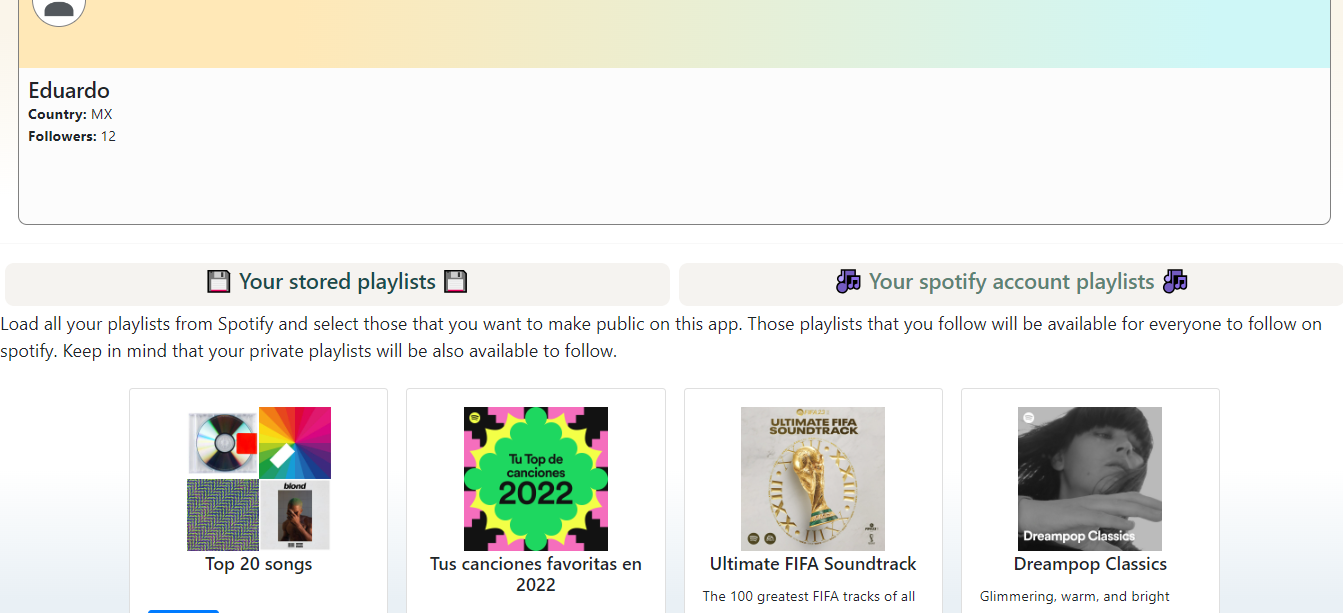 Eduardo
Country: MX
Followers: 12
Your stored playlists
Your spotify account playlists
Load all your playlists from Spotify and select those that you want to make public on this app. Those playlists that you follow will be available for everyone to follow on
spotify. Keep in mind that your private playlists will be also available to follow.
blond
Top 20 songs
Tu Top de
canciones
2022
Tus canciones favoritas en
2022
ULTIMATE FIFA
SOUNDTRACK
Ultimate FIFA Soundtrack
The 100 greatest FIFA tracks of all
Dreampop Classics
Dreampop Classics
Glimmering, warm, and bright